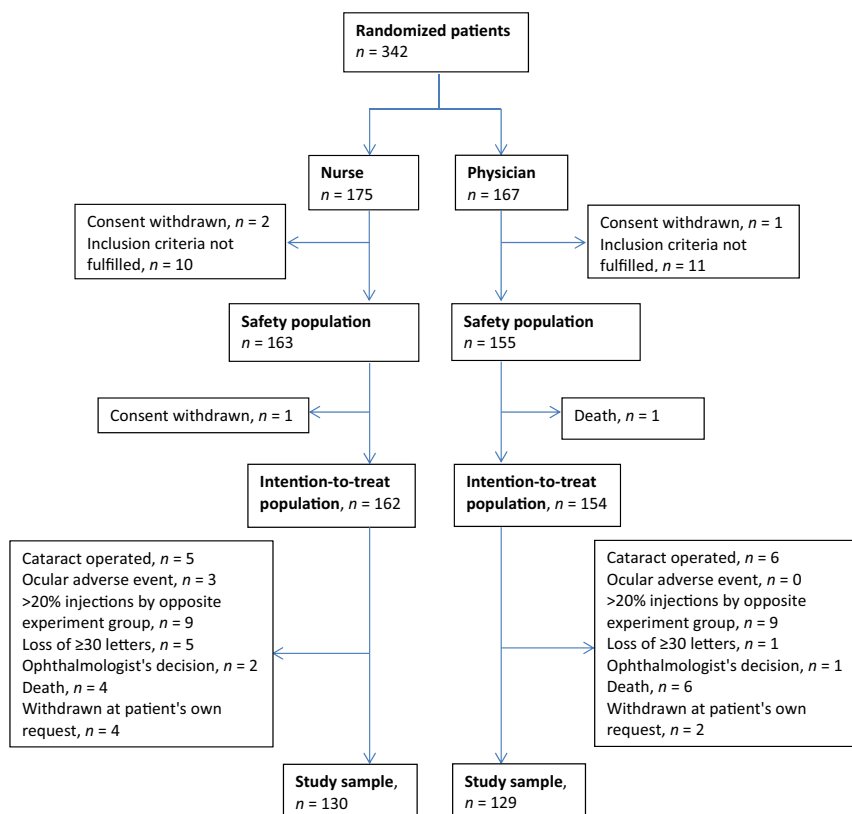 Randomized patients
n = 342
Nurse
n = 175
Physician
n = 167
Consent withdrawn, n = 2
Inclusion criteria not
fulfilled, n = 10
Consent withdrawn, n = 1
Inclusion criteria not
fulfilled, n = 11
Safety population
n = 163
Safety population
n = 155
Consent withdrawn, n = 1
Death, n = 1
Intention-to-treat
population, n = 162
Intention-to-treat
population, n = 154
Cataract operated, n = 5
Ocular adverse event, n = 3
>20% injections by opposite
experiment group, n = 9
Loss of ≥30 letters, n = 5
Ophthalmologist's decision, n = 2
Death, n = 4
Withdrawn at patient's own
request, n = 4
Cataract operated, n = 6
Ocular adverse event, n = 0
>20% injections by opposite
experiment group, n = 9
Loss of ≥30 letters, n = 1
Ophthalmologist's decision, n = 1
Death, n = 6
Withdrawn at patient's own
request, n = 2
Study sample,
n = 130
Study sample,
n = 129